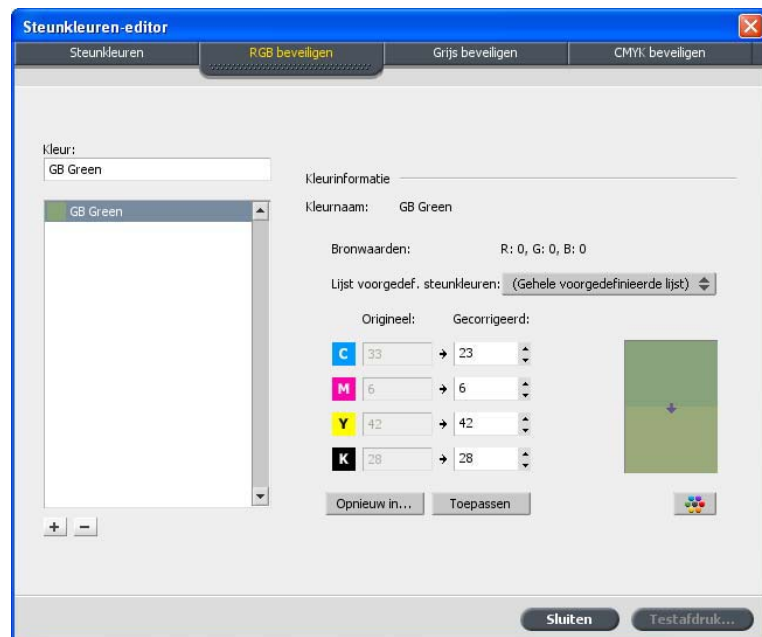 Steunkleuren-editor
Steunkleuren RGB beveiligen Grijs beveiligen CMYK beveiligen
Kleur:
GB Green
GB Green
Kleurinformatie
Kleurnaam: GB Green
Bronwaarden: R: 0, G: 0, B: 0
Lijst voorgedef. steunkleuren: (Gehele voorgedefinieerde lijst)
Origineel: Gecorrigeerd:
C 33 → 23
M 6 → 6
Y 42 → 42
K 28 → 28
Opnieuw in... Toepassen
+ −
Sluiten Testafdruk...